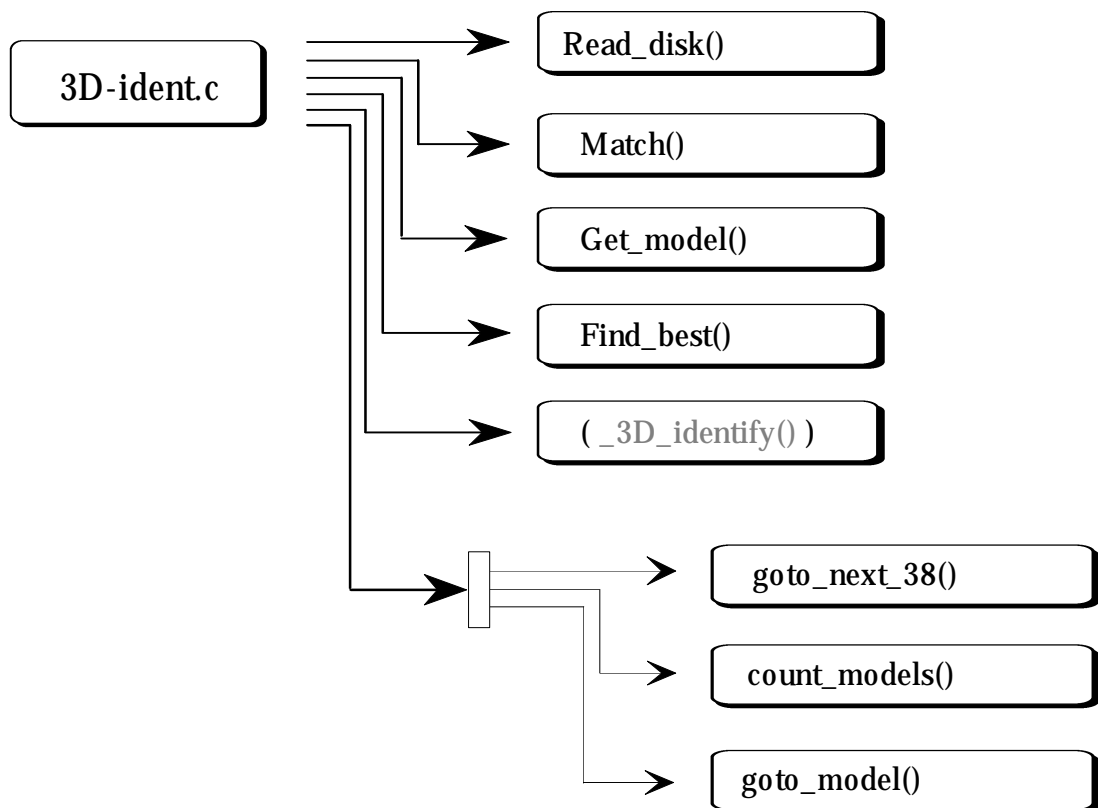 3D-ident.c
Read_disk()
Match()
Get_model()
Find_best()
( _3D_identify() )
goto_next_38()
count_models()
goto_model()